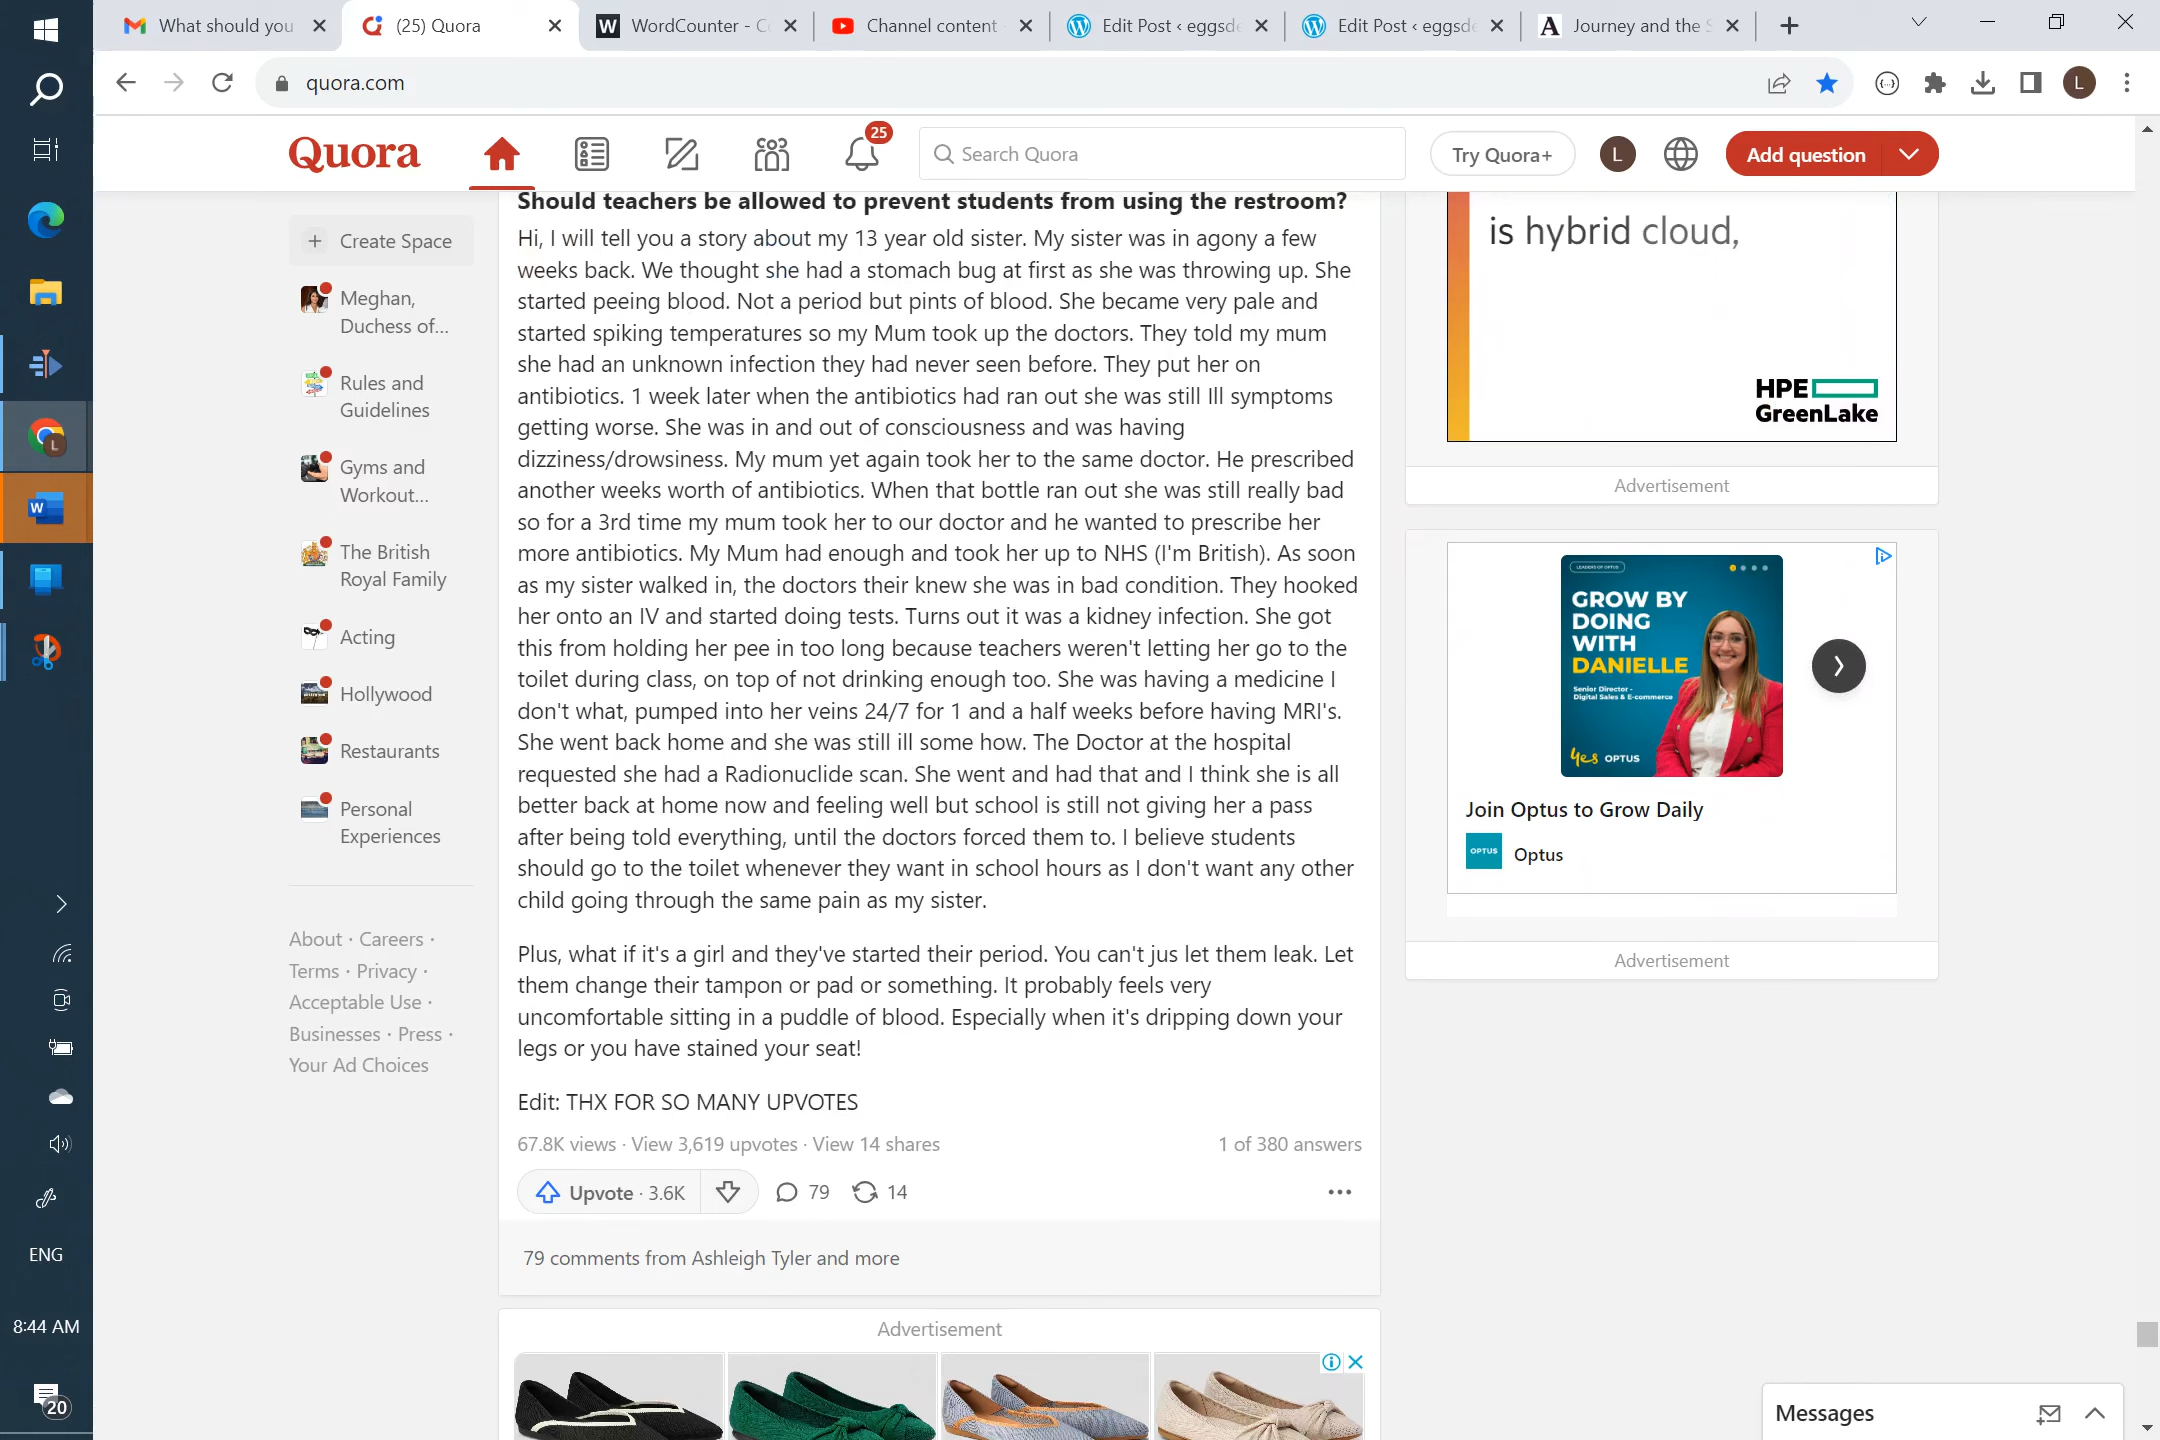 What should you
(25) Quora
WordCounter - C
Channel content
Edit Post ‹ eggsde
Edit Post ‹ eggsde
Journey and the S
quora.com
L
Quora
25
Search Quora
Try Quora+
L
Add question
Create Space
Meghan,
Duchess of...
Rules and
Guidelines
Gyms and
Workout...
The British
Royal Family
Acting
Hollywood
Restaurants
Personal
Experiences
About · Careers ·
Terms · Privacy ·
Acceptable Use ·
Businesses · Press ·
Your Ad Choices
Should teachers be allowed to prevent students from using the restroom?
Hi, I will tell you a story about my 13 year old sister. My sister was in agony a few
weeks back. We thought she had a stomach bug at first as she was throwing up. She
started peeing blood. Not a period but pints of blood. She became very pale and
started spiking temperatures so my Mum took up the doctors. They told my mum
she had an unknown infection they had never seen before. They put her on
antibiotics. 1 week later when the antibiotics had ran out she was still Ill symptoms
getting worse. She was in and out of consciousness and was having
dizziness/drowsiness. My mum yet again took her to the same doctor. He prescribed
another weeks worth of antibiotics. When that bottle ran out she was still really bad
so for a 3rd time my mum took her to our doctor and he wanted to prescribe her
more antibiotics. My Mum had enough and took her up to NHS (I'm British). As soon
as my sister walked in, the doctors their knew she was in bad condition. They hooked
her onto an IV and started doing tests. Turns out it was a kidney infection. She got
this from holding her pee in too long because teachers weren't letting her go to the
toilet during class, on top of not drinking enough too. She was having a medicine I
don't what, pumped into her veins 24/7 for 1 and a half weeks before having MRI's.
She went back home and she was still ill some how. The Doctor at the hospital
requested she had a Radionuclide scan. She went and had that and I think she is all
better back at home now and feeling well but school is still not giving her a pass
after being told everything, until the doctors forced them to. I believe students
should go to the toilet whenever they want in school hours as I don't want any other
child going through the same pain as my sister.
Plus, what if it's a girl and they've started their period. You can't jus let them leak. Let
them change their tampon or pad or something. It probably feels very
uncomfortable sitting in a puddle of blood. Especially when it's dripping down your
legs or you have stained your seat!
Edit: THX FOR SO MANY UPVOTES
67.8K views · View 3,619 upvotes · View 14 shares
1 of 380 answers
Upvote · 3.6K
79
14
79 comments from Ashleigh Tyler and more
Advertisement
is hybrid cloud,
HPE
GreenLake
Advertisement
LEADERS OF OPTUS
GROW BY
DOING
WITH
DANIELLE
Senior Director -
Digital Sales & E-commerce
Yes OPTUS
Join Optus to Grow Daily
OPTUS
Optus
Advertisement
Messages
ENG
8:44 AM
20